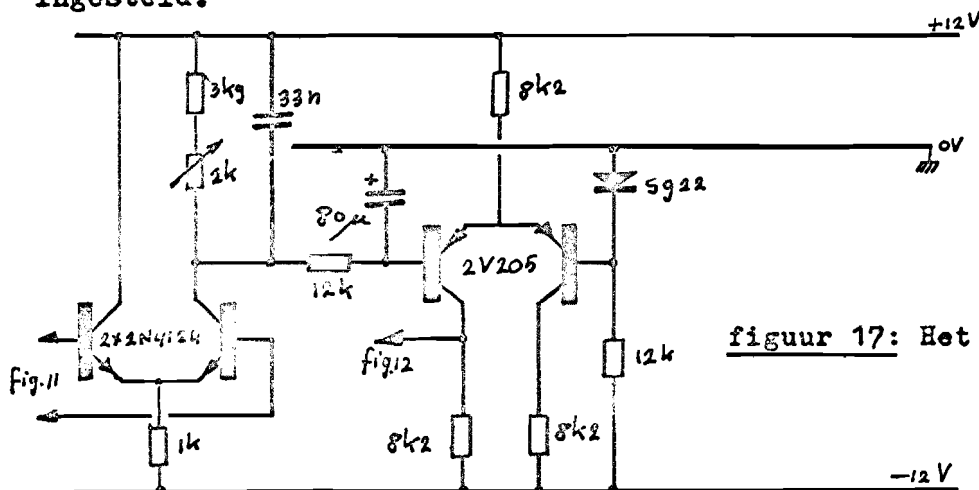 ingesteld.
+12V
3k9
33n
8k2
0V
2k
5922
80µ
12k
2V205
2x2N4124
fig.11
fig.12
12k
figuur 17: Het
1k
8k2
8k2
-12V